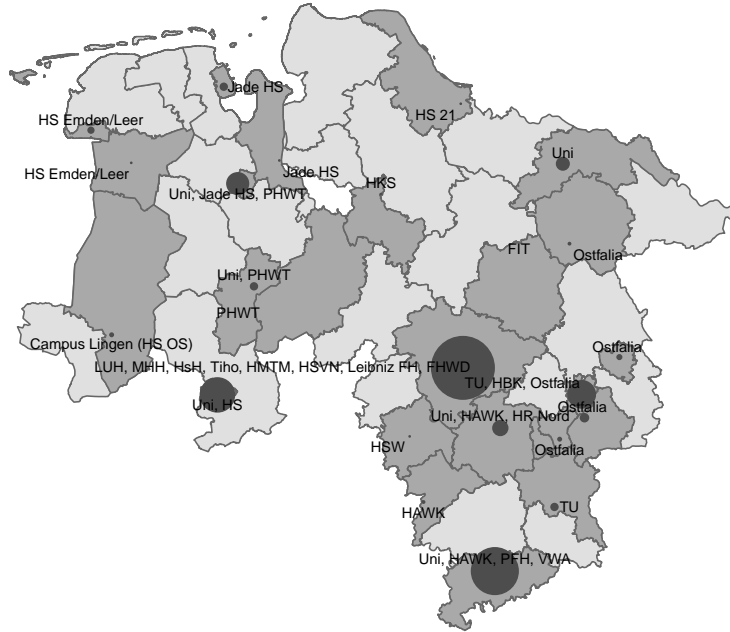 Jade HS
HS 21
HS Emden/Leer
Uni
HS Emden/Leer
Jade HS
HKS
Uni, Jade HS, PHWT
FIT
Ostfalia
Uni, PHWT
PHWT
Campus Lingen (HS OS)
Ostfalia
LUH, MHH, HsH, Tiho, HMTM, HSVN, Leibniz FH, FHWD
TU, HBK, Ostfalia
Uni, HS
Ostfalia
Uni, HAWK, HR Nord
HSW
Ostfalia
HAWK
TU
Uni, HAWK, PFH, VWA